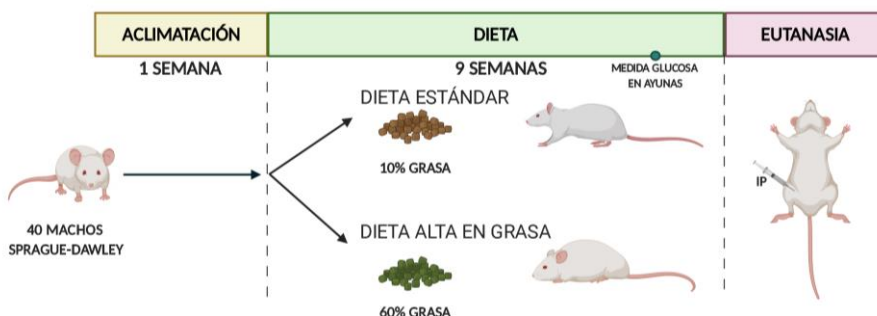 ACLIMATACIÓN
DIETA
EUTANASIA
1 SEMANA
9 SEMANAS
MEDIDA GLUCOSA
EN AYUNAS
DIETA ESTÁNDAR
10% GRASA
IP
40 MACHOS
SPRAGUE-DAWLEY
DIETA ALTA EN GRASA
60% GRASA